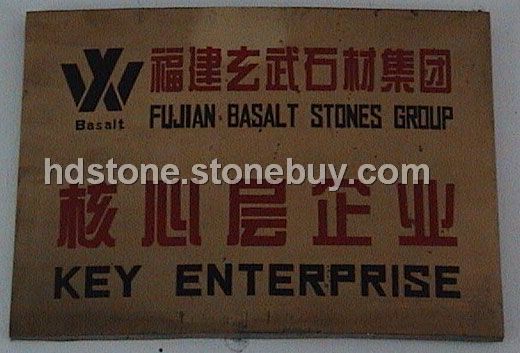 福建玄武石材集团
Basalt
FUJIAN BASALT STONES GROUP
hdstone.stonebuy.com
核心层企业
KEY ENTERPRISE